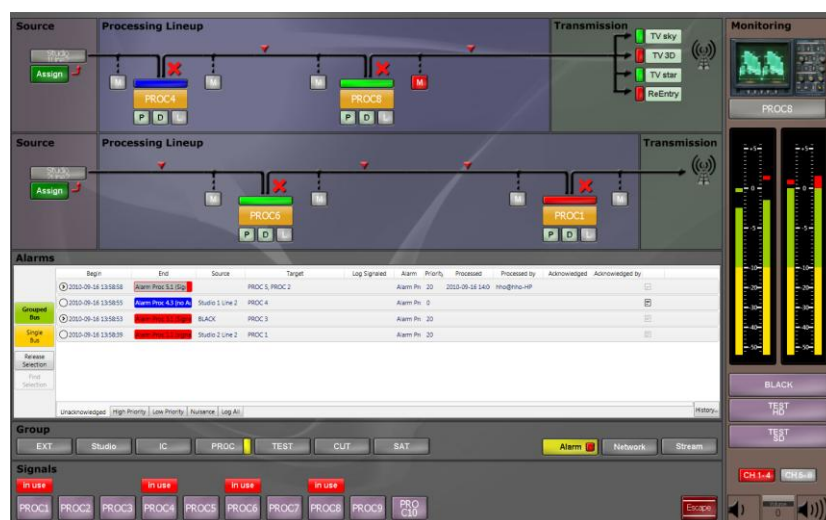 Source
Processing Lineup
Transmission
Monitoring
Studio
Assign
M
PROC4
P D L
M
M
PROC8
P D L
M
TV sky
TV 3D
TV star
ReEntry
PROC8
Source
Processing Lineup
Transmission
Studio
Assign
M
PROC6
P D L
M
M
PROC1
P D L
M
Alarms
Begin End Source Target Log Signaled Alarm Priority Processed Processed by Acknowledged Acknowledged by
2010-09-16 13:58:58 Alarm Proc 5.1 (Sig PROC 5, PROC 2 Alarm Pr 20 2010-09-16 14:0 hho@hho-HP
2010-09-16 13:58:55 Alarm Proc 4.3 (no A Studio 1 Line 2 PROC 4 Alarm Pr 0
2010-09-16 13:58:53 BLACK PROC 3 Alarm Pr 20
2010-09-16 13:58:39 Studio 2 Line 2 PROC 1 Alarm Pr 20
Grouped
Bus
Single
Bus
Release
Selection
Find
Selection
Unacknowledged High Priority Low Priority Nuisance Log All History...
BLACK
TEST
HD
TEST
SD
Group
EXT Studio IC PROC TEST CUT SAT Alarm Network Stream
Signals
in use in use in use in use
PROC1 PROC2 PROC3 PROC4 PROC5 PROC6 PROC7 PROC8 PROC9 PRO
C10
Escape
CH.1-4 CH.5-8
0